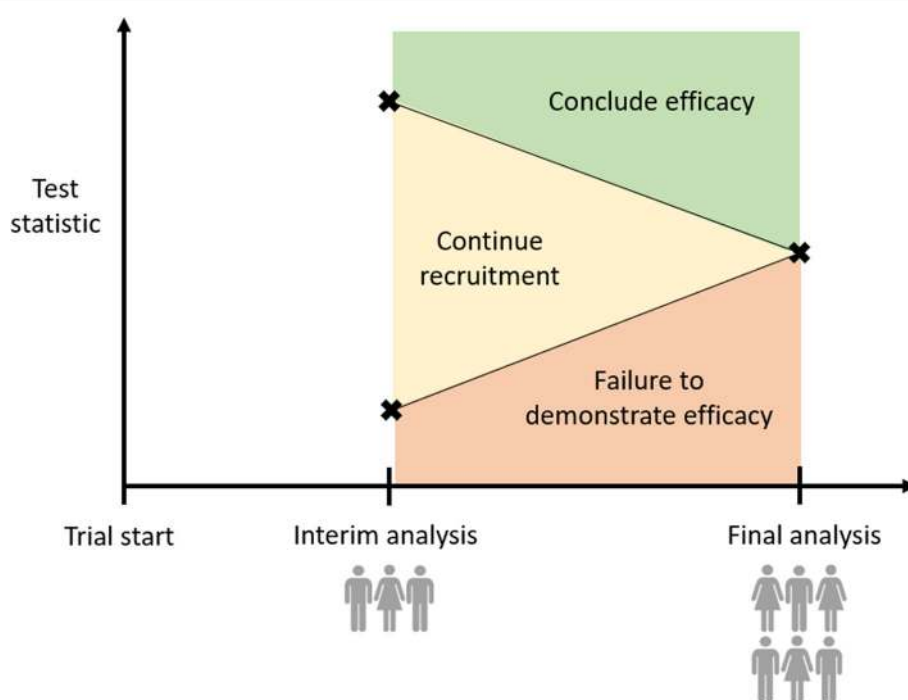 Conclude efficacy
Test
statistic
Continue
recruitment
Failure to
demonstrate efficacy
Trial start
Interim analysis
Final analysis